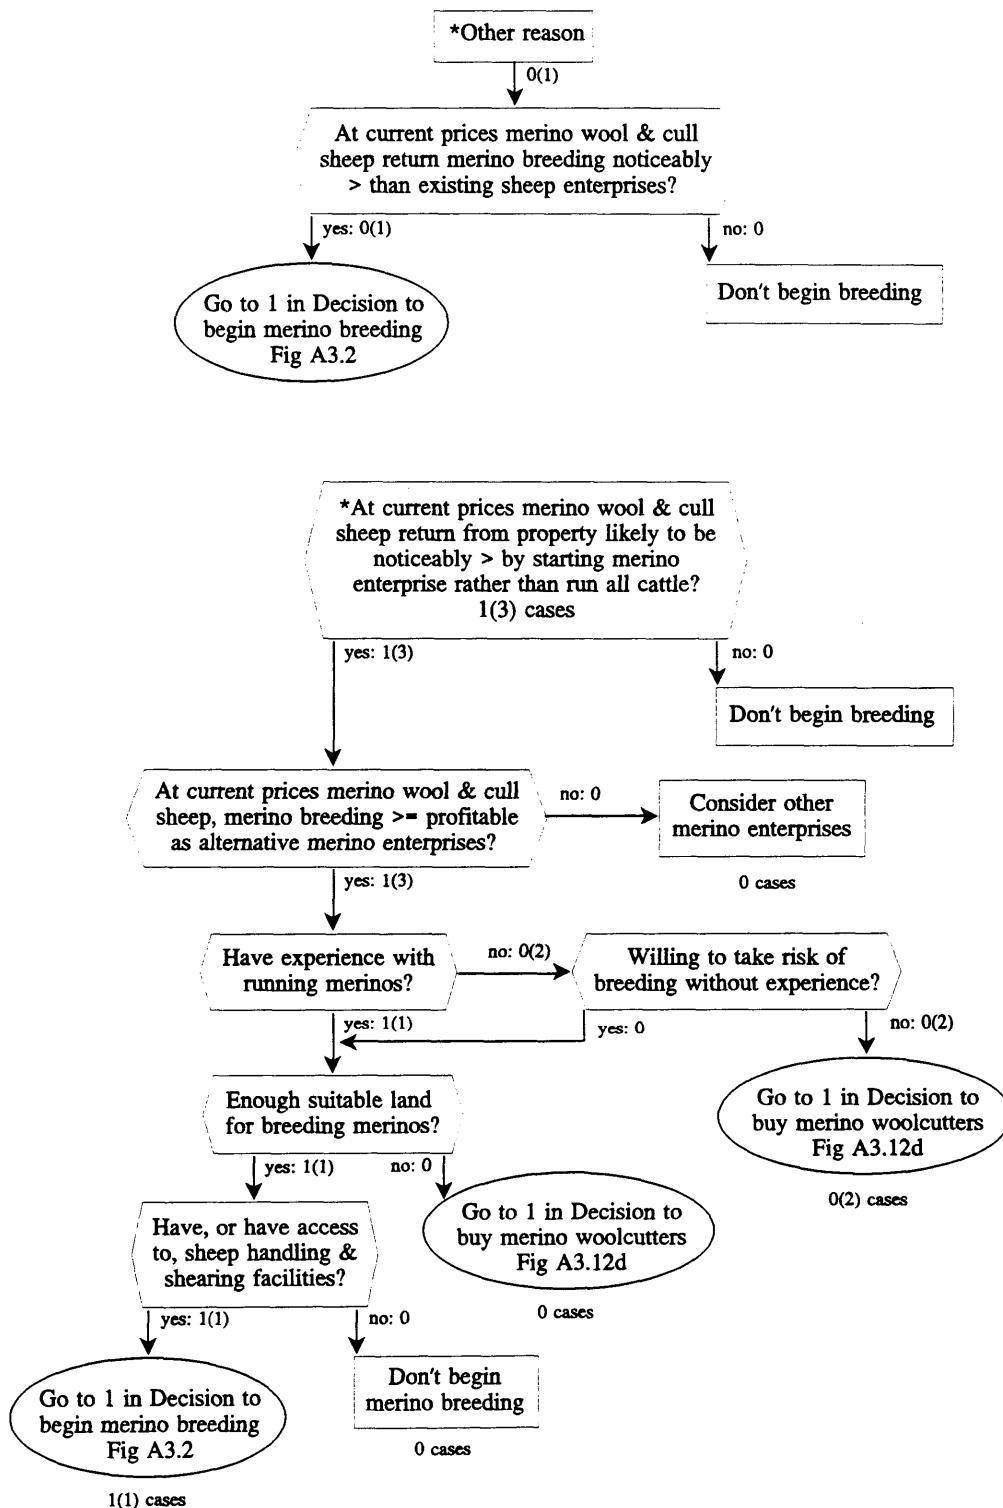 *Other reason
0(1)
At current prices merino wool & cull
sheep return merino breeding noticeably
> than existing sheep enterprises?
yes: 0(1)
no: 0
Go to 1 in Decision to
begin merino breeding
Fig A3.2
Don't begin breeding
*At current prices merino wool & cull
sheep return from property likely to be
noticeably > by starting merino
enterprise rather than run all cattle?
1(3) cases
yes: 1(3)
no: 0
Don't begin breeding
At current prices merino wool & cull
sheep, merino breeding >= profitable
as alternative merino enterprises?
no: 0
Consider other
merino enterprises
0 cases
yes: 1(3)
Have experience with
running merinos?
no: 0(2)
Willing to take risk of
breeding without experience?
yes: 1(1)
yes: 0
no: 0(2)
Go to 1 in Decision to
buy merino woolcutters
Fig A3.12d
0(2) cases
Enough suitable land
for breeding merinos?
yes: 1(1)
no: 0
Go to 1 in Decision to
buy merino woolcutters
Fig A3.12d
0 cases
Have, or have access
to, sheep handling &
shearing facilities?
yes: 1(1)
no: 0
Go to 1 in Decision to
begin merino breeding
Fig A3.2
1(1) cases
Don't begin
merino breeding
0 cases